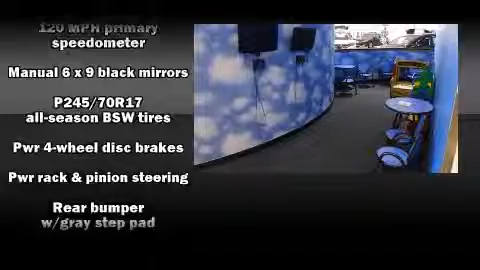 120 MPH primary
speedometer
Manual 6 x 9 black mirrors
P245/70R17
all-season BSW tires
Pwr 4-wheel disc brakes
Pwr rack & pinion steering
Rear bumper
w/gray step pad